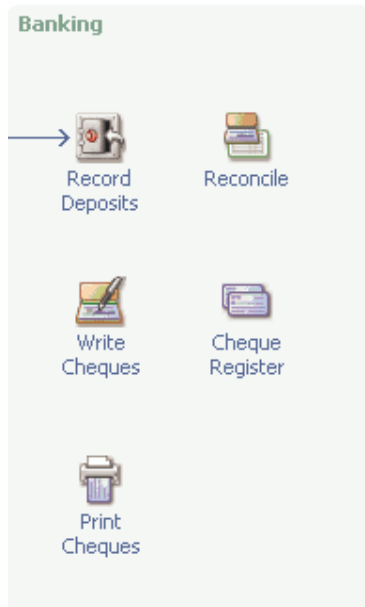 Banking
Record
Deposits
Reconcile
Write
Cheques
Cheque
Register
Print
Cheques